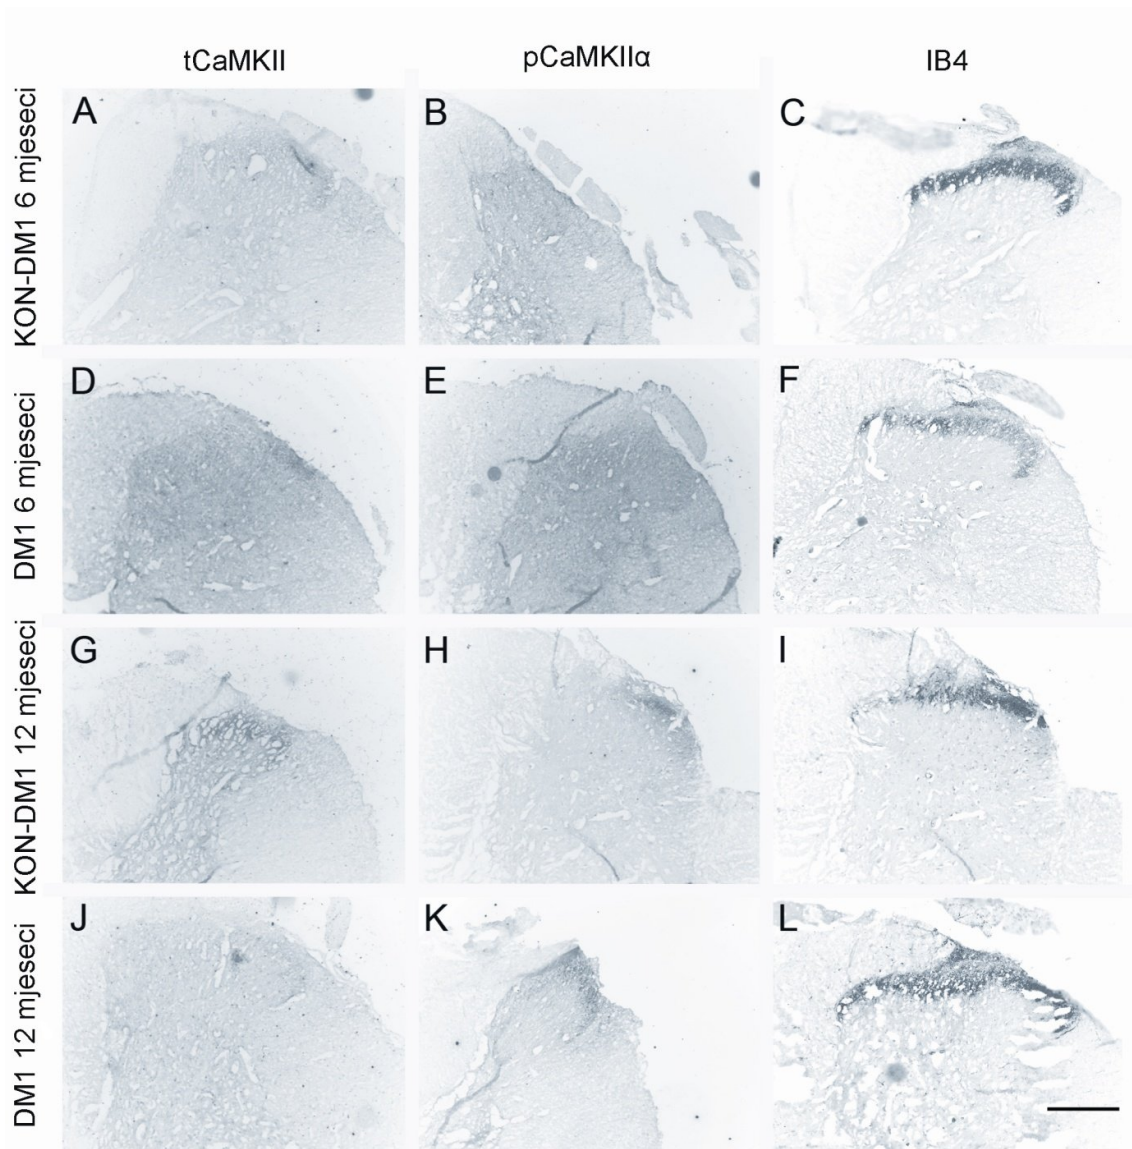 tCaMKII pCaMKIIα IB4
KON-DM1 6 mjeseci
A B C
DM1 6 mjeseci
D E F
KON-DM1 12 mjeseci
G H I
DM1 12 mjeseci
J K L